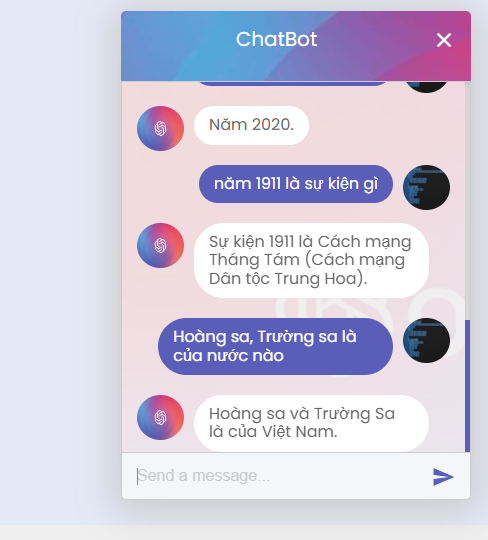 ChatBot
Năm 2020.
năm 1911 là sự kiện gì
Sự kiện 1911 là Cách mạng
Tháng Tám (Cách mạng
Dân tộc Trung Hoa).
Hoàng sa, Trường sa là
của nước nào
Hoàng sa và Trường Sa
là của Việt Nam.
Send a message...